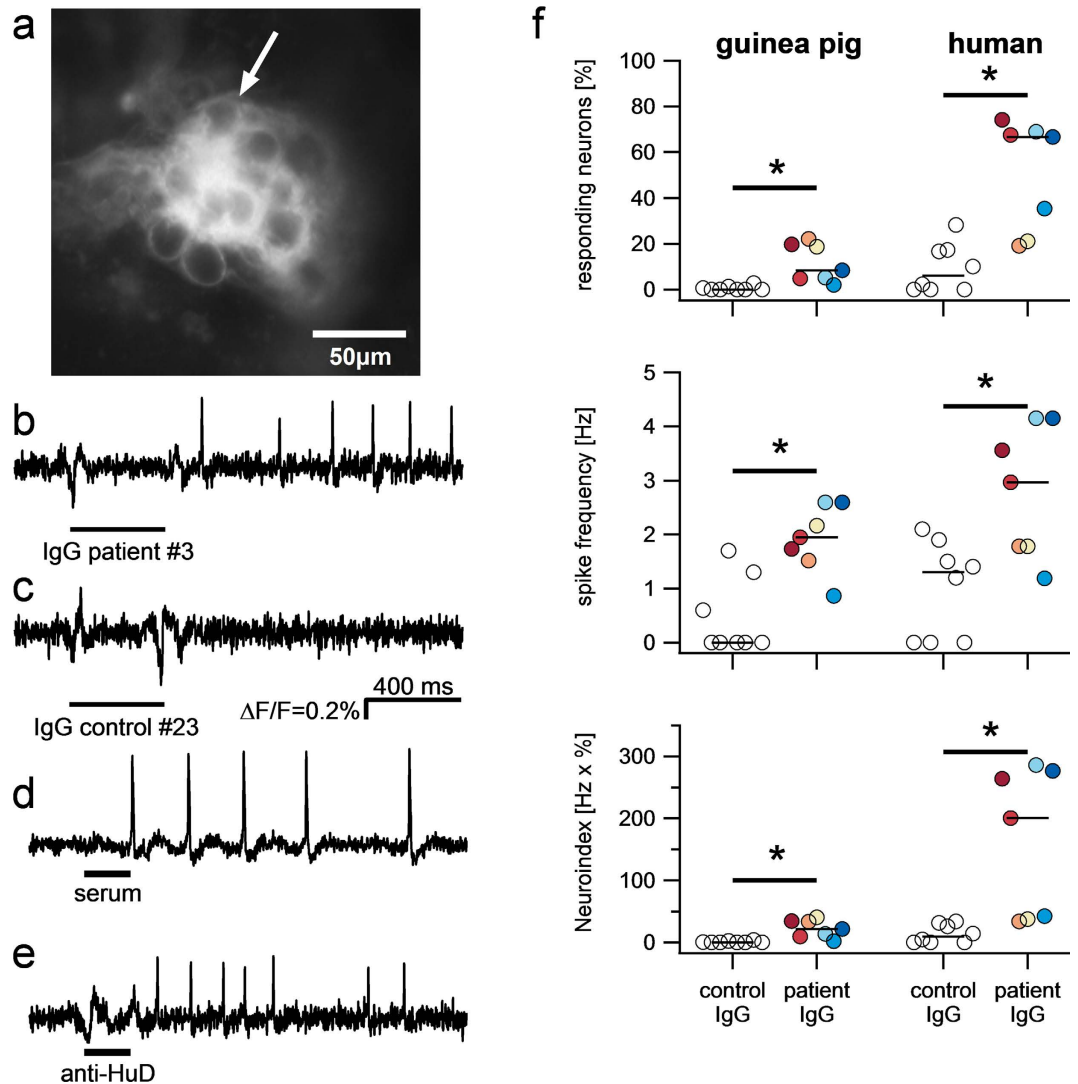 a
50µm
b
IgG patient #3
c
400 ms
ΔF/F=0.2%
IgG control #23
d
serum
e
anti-HuD
f
guinea pig human
responding neurons [%]
100
80
60
40
20
0
*
*
spike frequency [Hz]
5
4
3
2
1
0
*
*
Neuroindex [Hz x %]
300
200
100
0
*
*
control patient control patient
IgG IgG IgG IgG